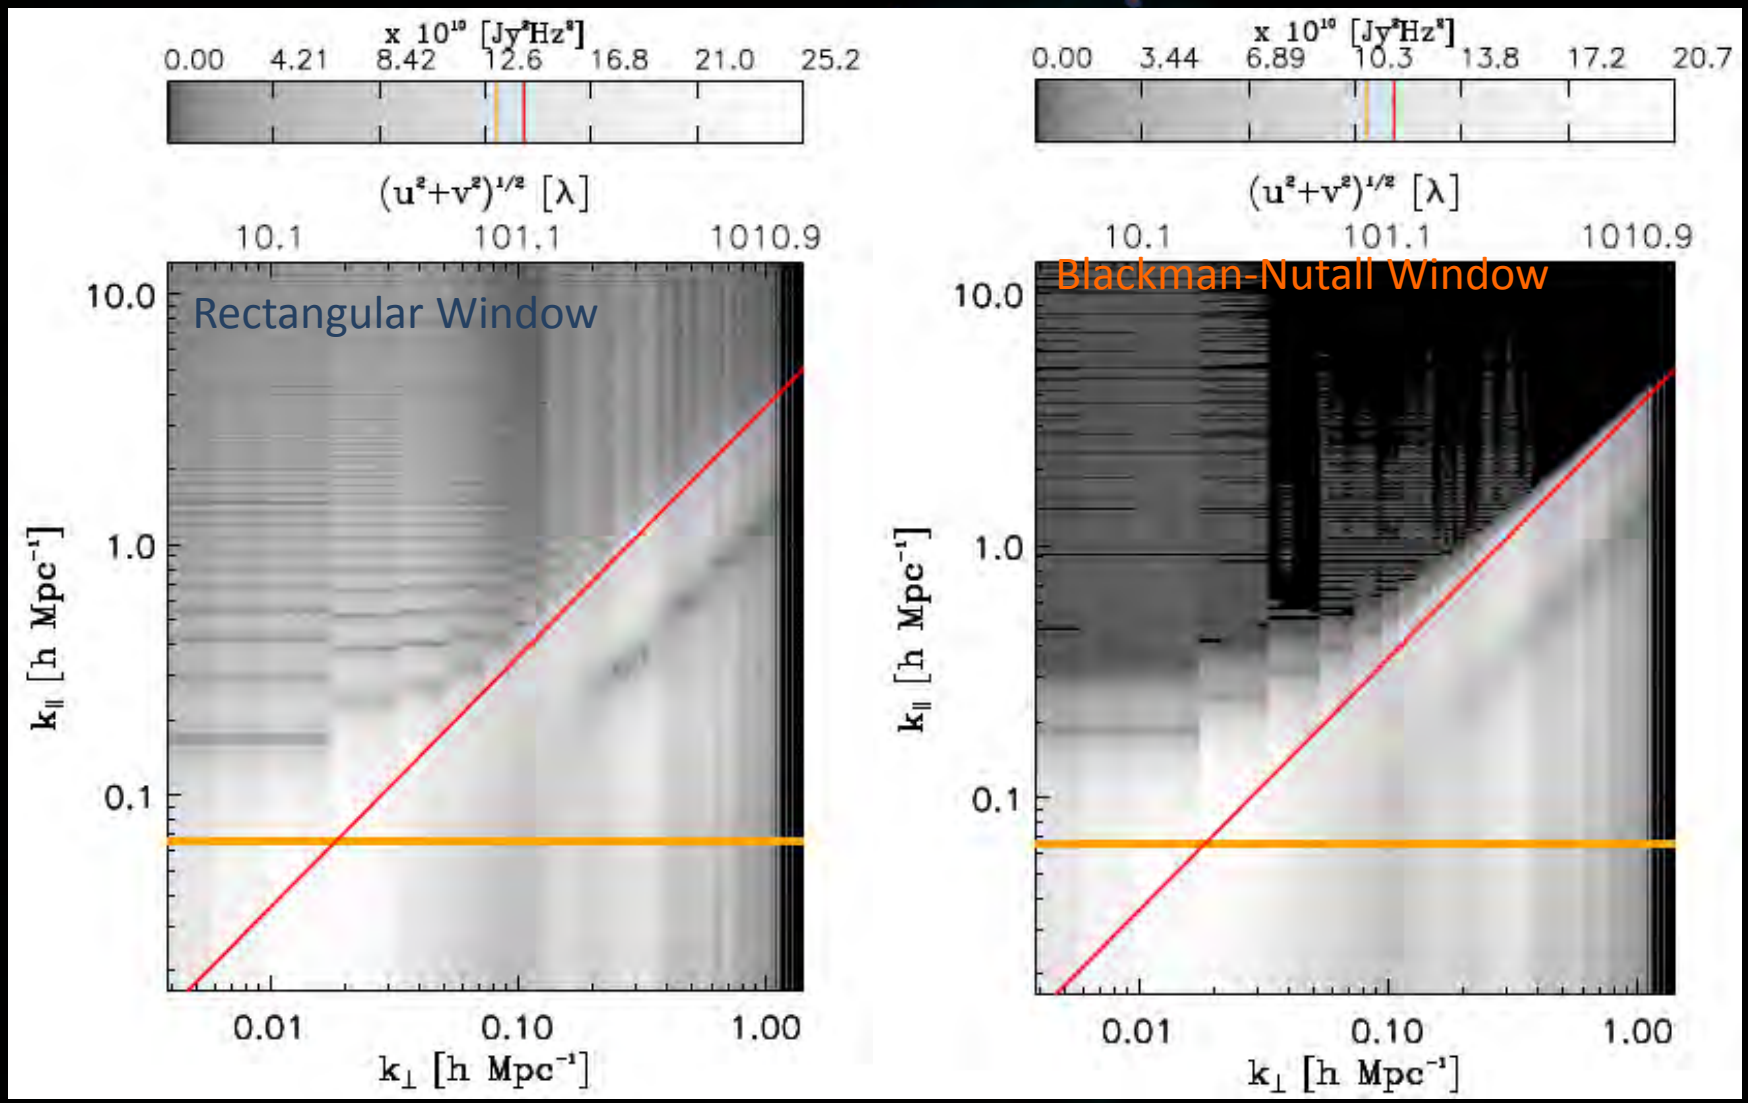 x 10¹⁰ [Jy²Hz²]
0.00 4.21 8.42 12.6 16.8 21.0 25.2
(u²+v²)¹/² [λ]
10.1 101.1 1010.9
Rectangular Window
10.0
1.0
0.1
k∥ [h Mpc⁻¹]
0.01 0.10 1.00
k⊥ [h Mpc⁻¹]
x 10¹⁰ [Jy²Hz²]
0.00 3.44 6.89 10.3 13.8 17.2 20.7
(u²+v²)¹/² [λ]
10.1 101.1 1010.9
Blackman-Nutall Window
10.0
1.0
0.1
k∥ [h Mpc⁻¹]
0.01 0.10 1.00
k⊥ [h Mpc⁻¹]